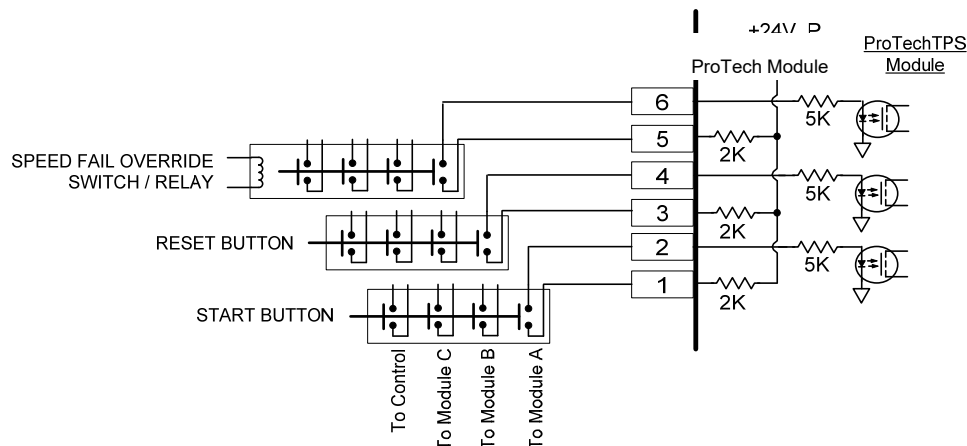 +24V P
ProTechTPS
Module
ProTech Module
6
5K
5
SPEED FAIL OVERRIDE
SWITCH / RELAY
2K
4
5K
3
RESET BUTTON
2K
2
5K
1
START BUTTON
2K
To Control
To Module C
To Module B
To Module A